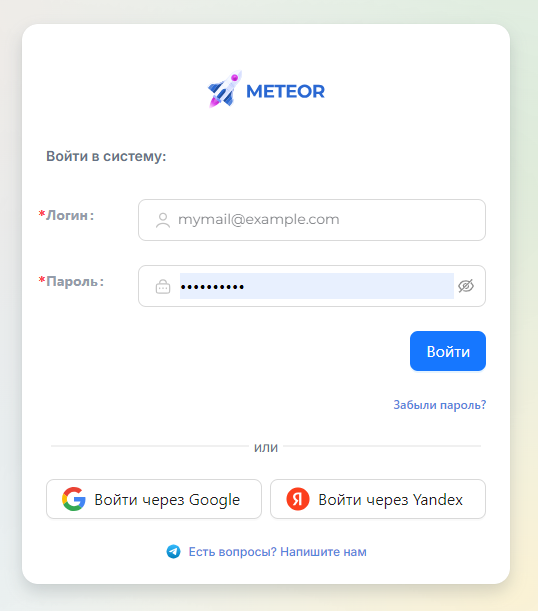 METEOR
Войти в систему:
*Логин:
mymail@example.com
*Пароль:
••••••••••
Войти
Забыли пароль?
или
Войти через Google
Я Войти через Yandex
Есть вопросы? Напишите нам